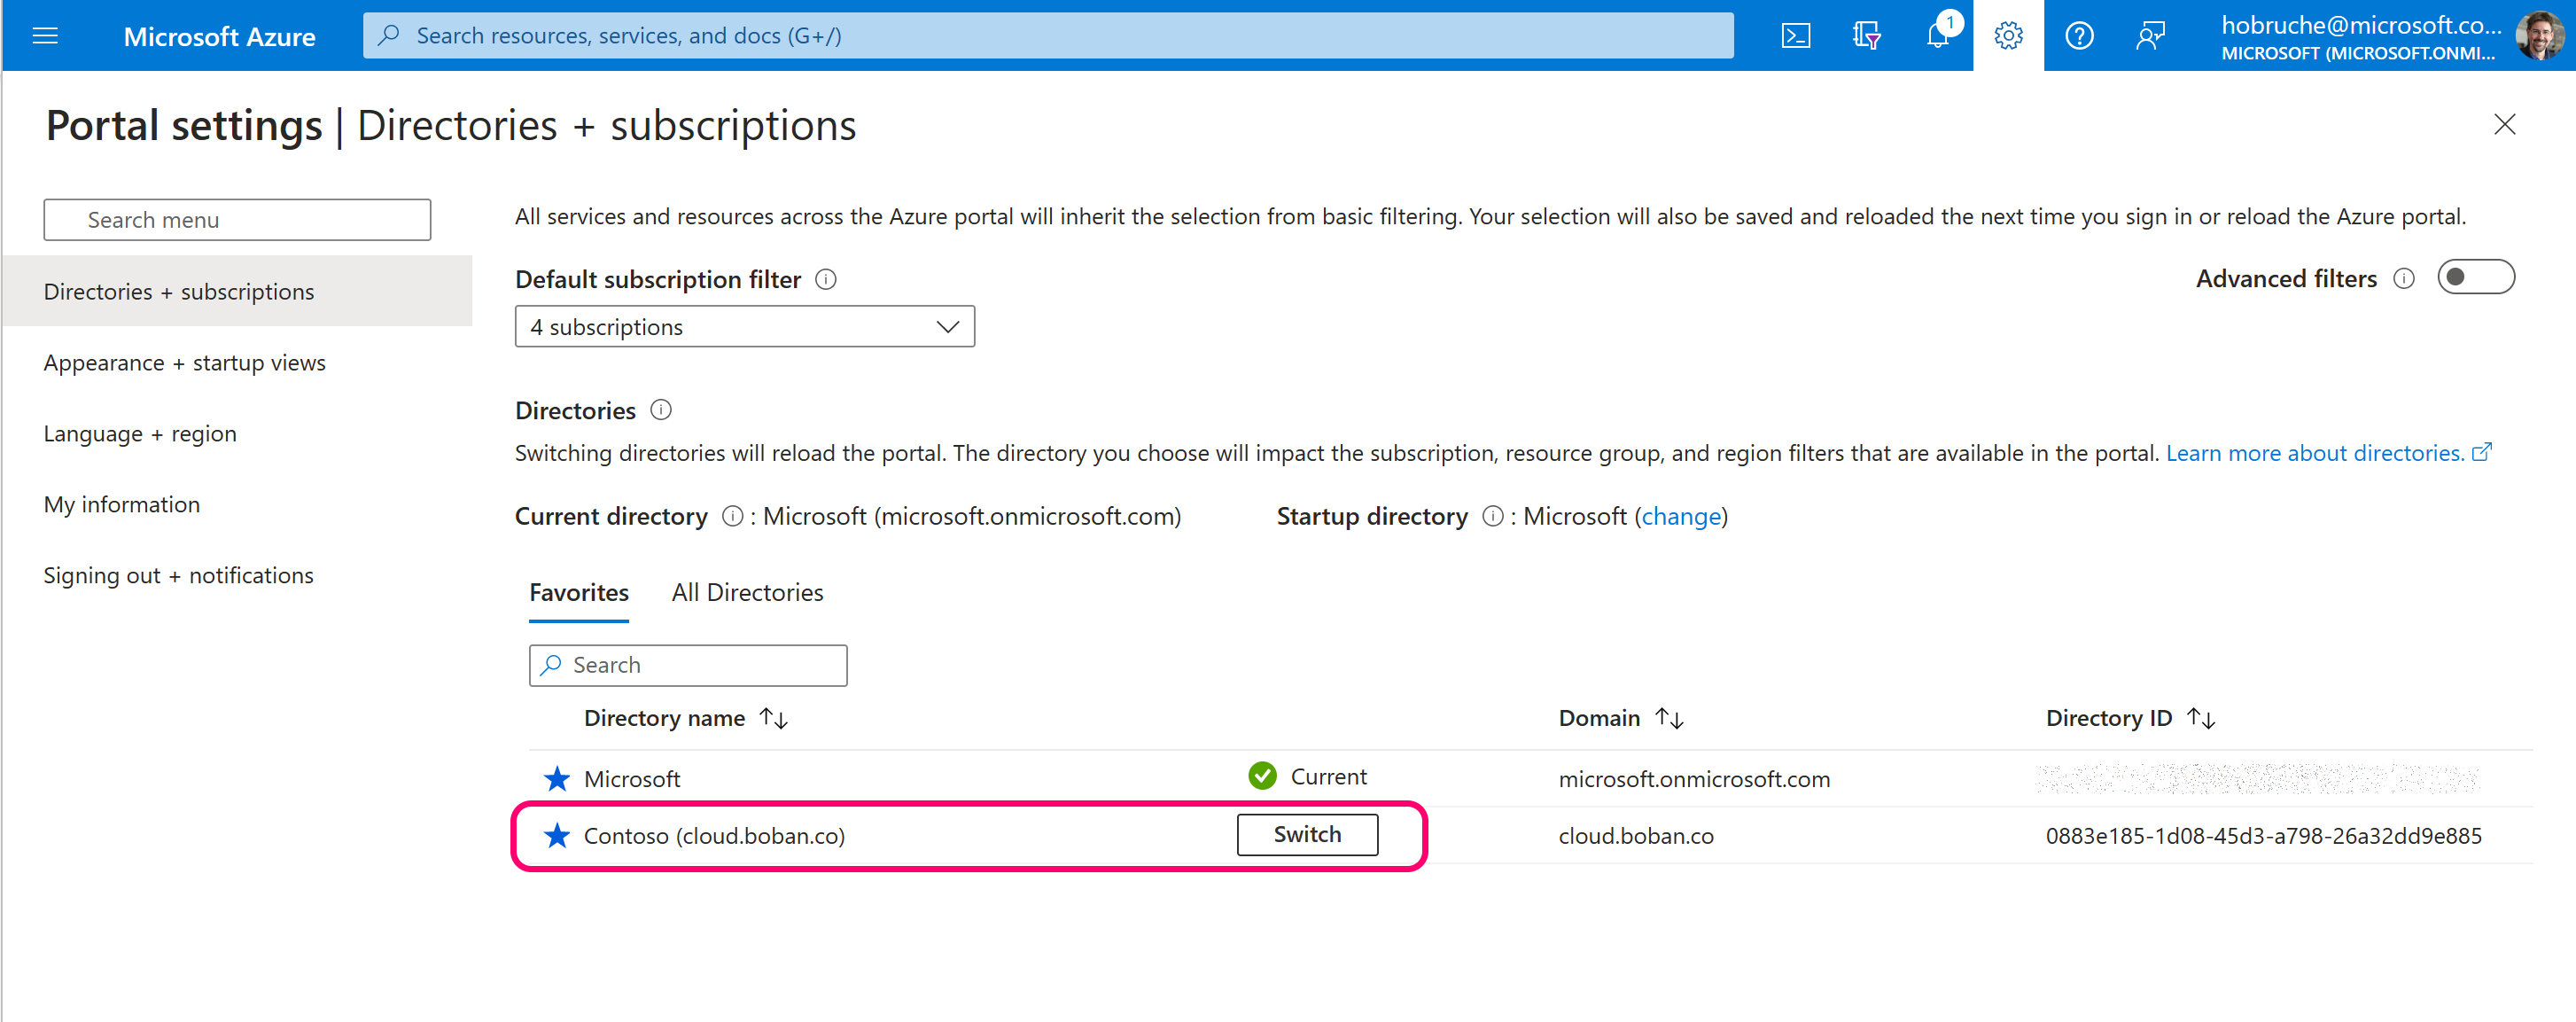 Microsoft Azure
Search resources, services, and docs (G+/)
1
hobruche@microsoft.co...
MICROSOFT (MICROSOFT.ONMI...
Portal settings | Directories + subscriptions
Search menu
Directories + subscriptions
Appearance + startup views
Language + region
My information
Signing out + notifications
All services and resources across the Azure portal will inherit the selection from basic filtering. Your selection will also be saved and reloaded the next time you sign in or reload the Azure portal.
Default subscription filter
Advanced filters
4 subscriptions
Directories
Switching directories will reload the portal. The directory you choose will impact the subscription, resource group, and region filters that are available in the portal. Learn more about directories.
Current directory : Microsoft (microsoft.onmicrosoft.com)
Startup directory : Microsoft (change)
Favorites
All Directories
Search
Directory name
Domain
Directory ID
Microsoft
Current
microsoft.onmicrosoft.com
Contoso (cloud.boban.co)
Switch
cloud.boban.co
0883e185-1d08-45d3-a798-26a32dd9e885